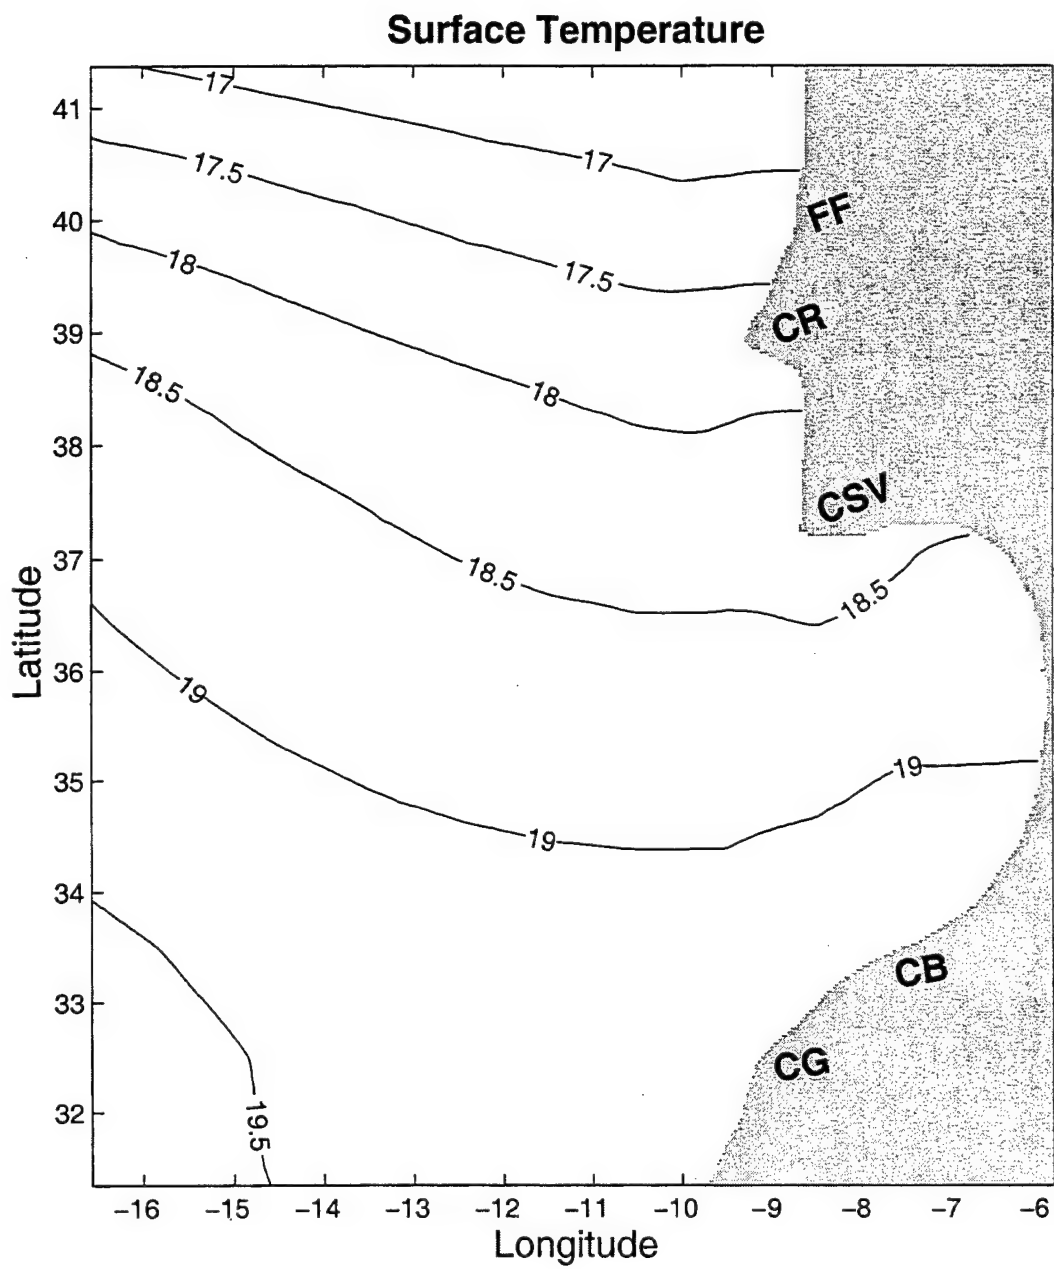 Surface Temperature
41
40
39
38
37
36
35
34
33
32
Latitude
17
17
17.5
17.5
18
18
18.5
18.5
18.5
19
19
19
19.5
FF
CR
CSV
CB
CG
−16 −15 −14 −13 −12 −11 −10 −9 −8 −7 −6
Longitude